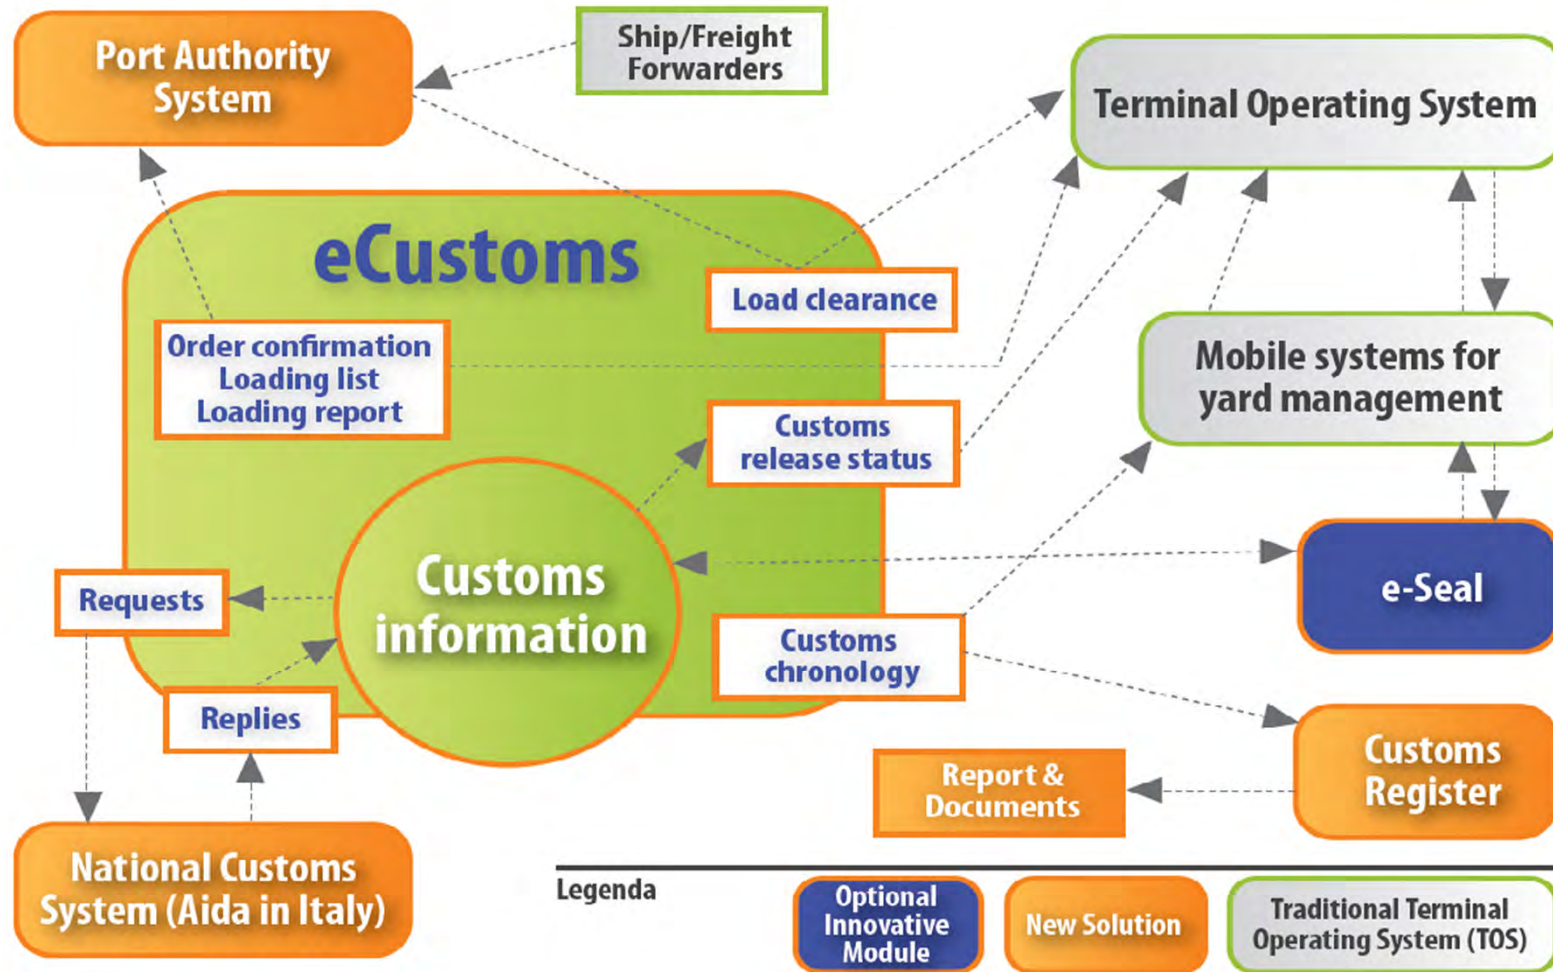 Port Authority
System
Ship/Freight
Forwarders
Terminal Operating System
eCustoms
Load clearance
Order confirmation
Loading list
Loading report
Mobile systems for
yard management
Customs
release status
Customs
information
Requests
e-Seal
Customs
chronology
Replies
Customs
Register
Report &
Documents
National Customs
System (Aida in Italy)
Legenda
Optional
Innovative
Module
New Solution
Traditional Terminal
Operating System (TOS)